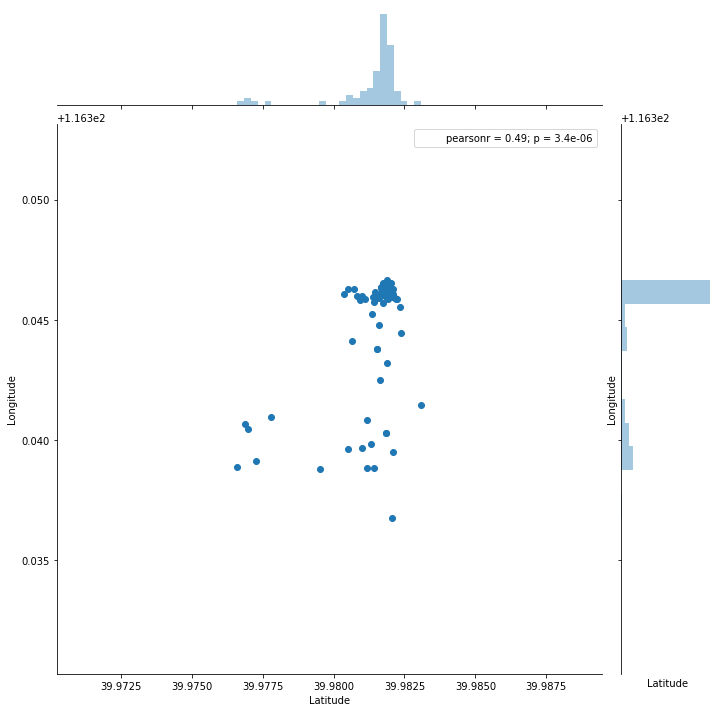 +1.163e2
+1.163e2
pearsonr = 0.49; p = 3.4e-06
0.050
0.045
Longitude
Longitude
0.040
0.035
39.9725
39.9750
39.9775
39.9800
39.9825
39.9850
39.9875
Latitude
Latitude